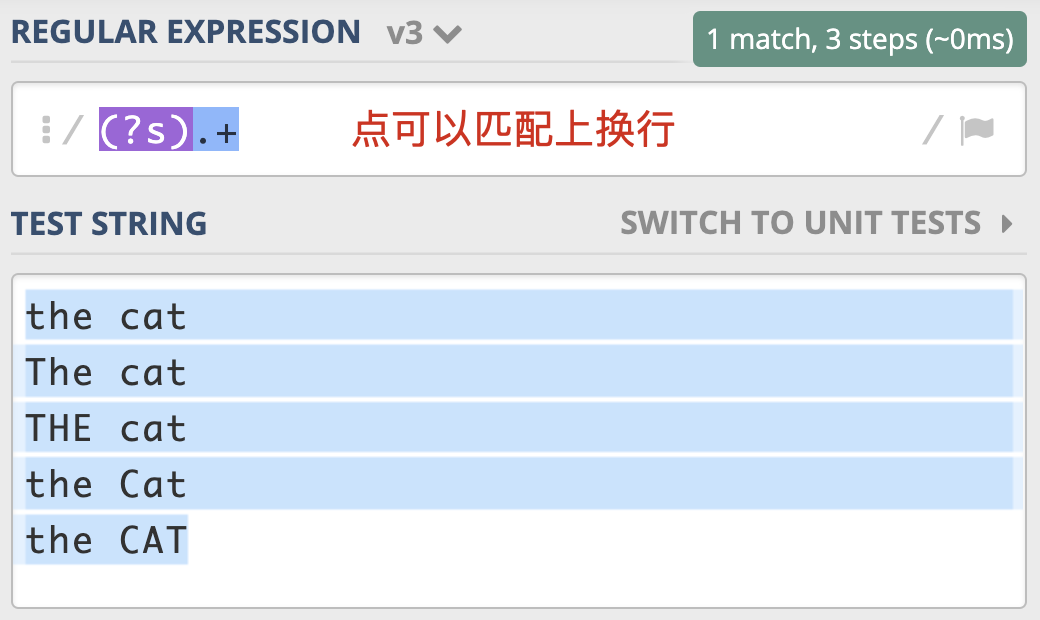 REGULAR EXPRESSION v3 1 match, 3 steps (~0ms)
/ (?s).+ 点可以匹配上换行 /
TEST STRING SWITCH TO UNIT TESTS
the cat
The cat
THE cat
the Cat
the CAT